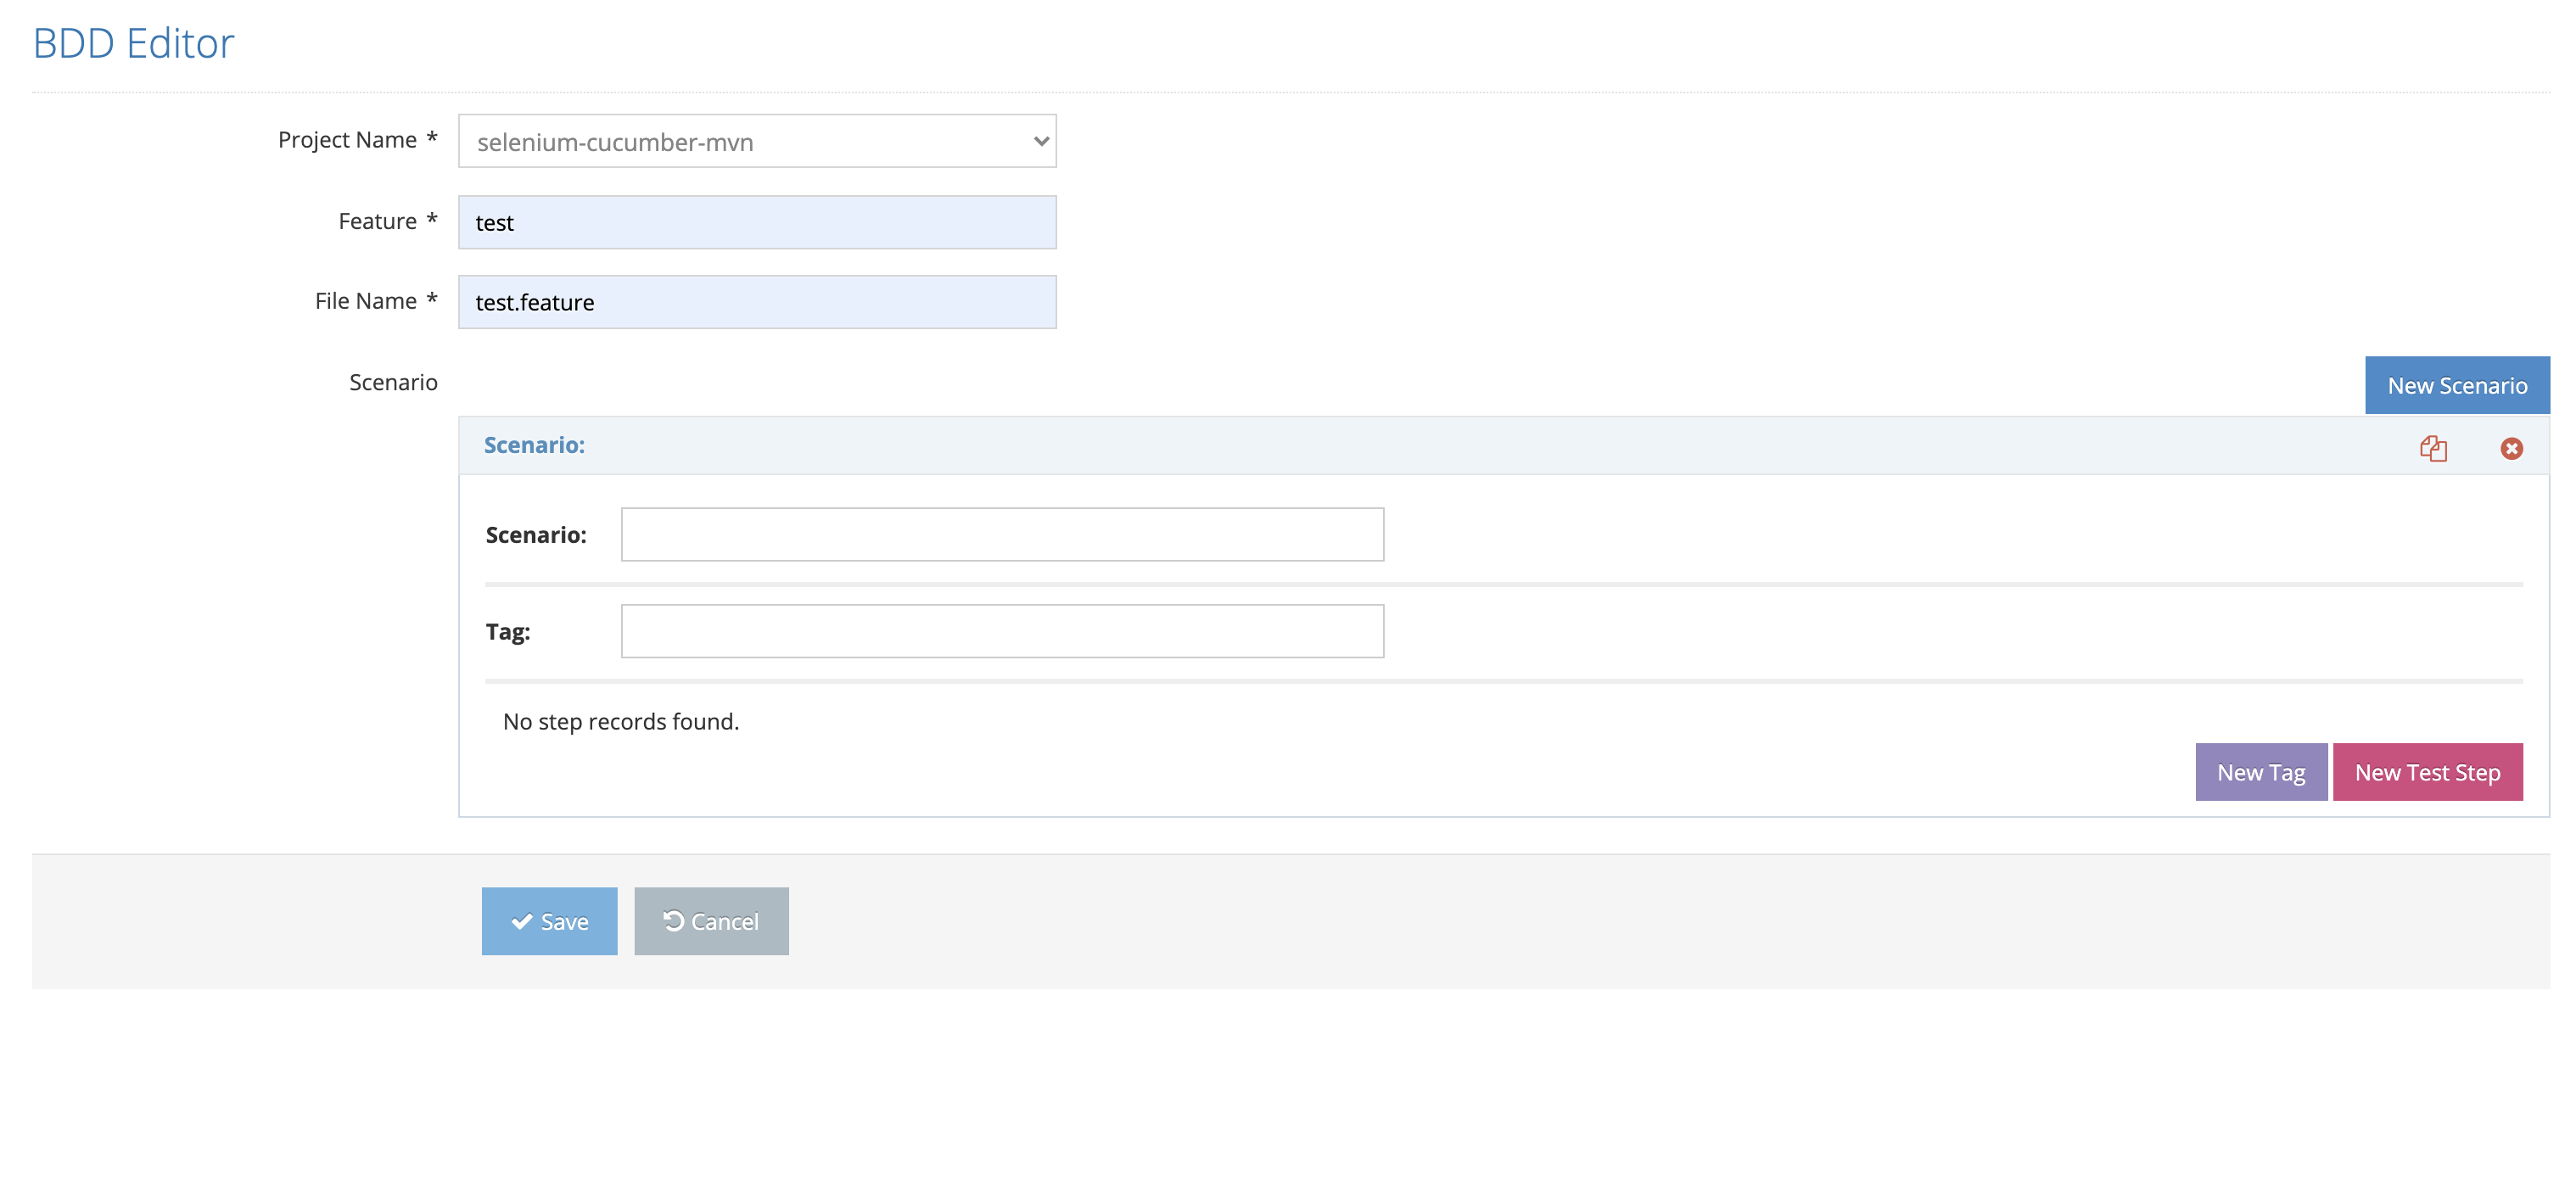 BDD Editor
Project Name *
selenium-cucumber-mvn
Feature *
test
File Name *
test.feature
Scenario
New Scenario
Scenario:
Scenario:
Tag:
No step records found.
New Tag
New Test Step
Save
Cancel